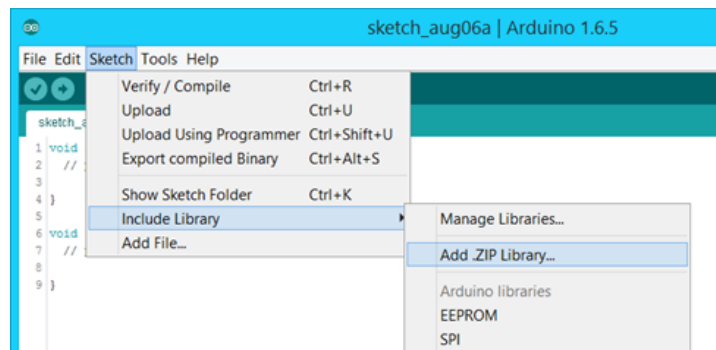 sketch_aug06a | Arduino 1.6.5
File Edit Sketch Tools Help
Verify / Compile Ctrl+R
Upload Ctrl+U
Upload Using Programmer Ctrl+Shift+U
Export compiled Binary Ctrl+Alt+S
Show Sketch Folder Ctrl+K
Include Library
Add File...
Manage Libraries...
Add .ZIP Library...
Arduino libraries
EEPROM
SPI
sketch_a
1 void
2 //
3
4 }
5
6 void
7 //
8
9 }